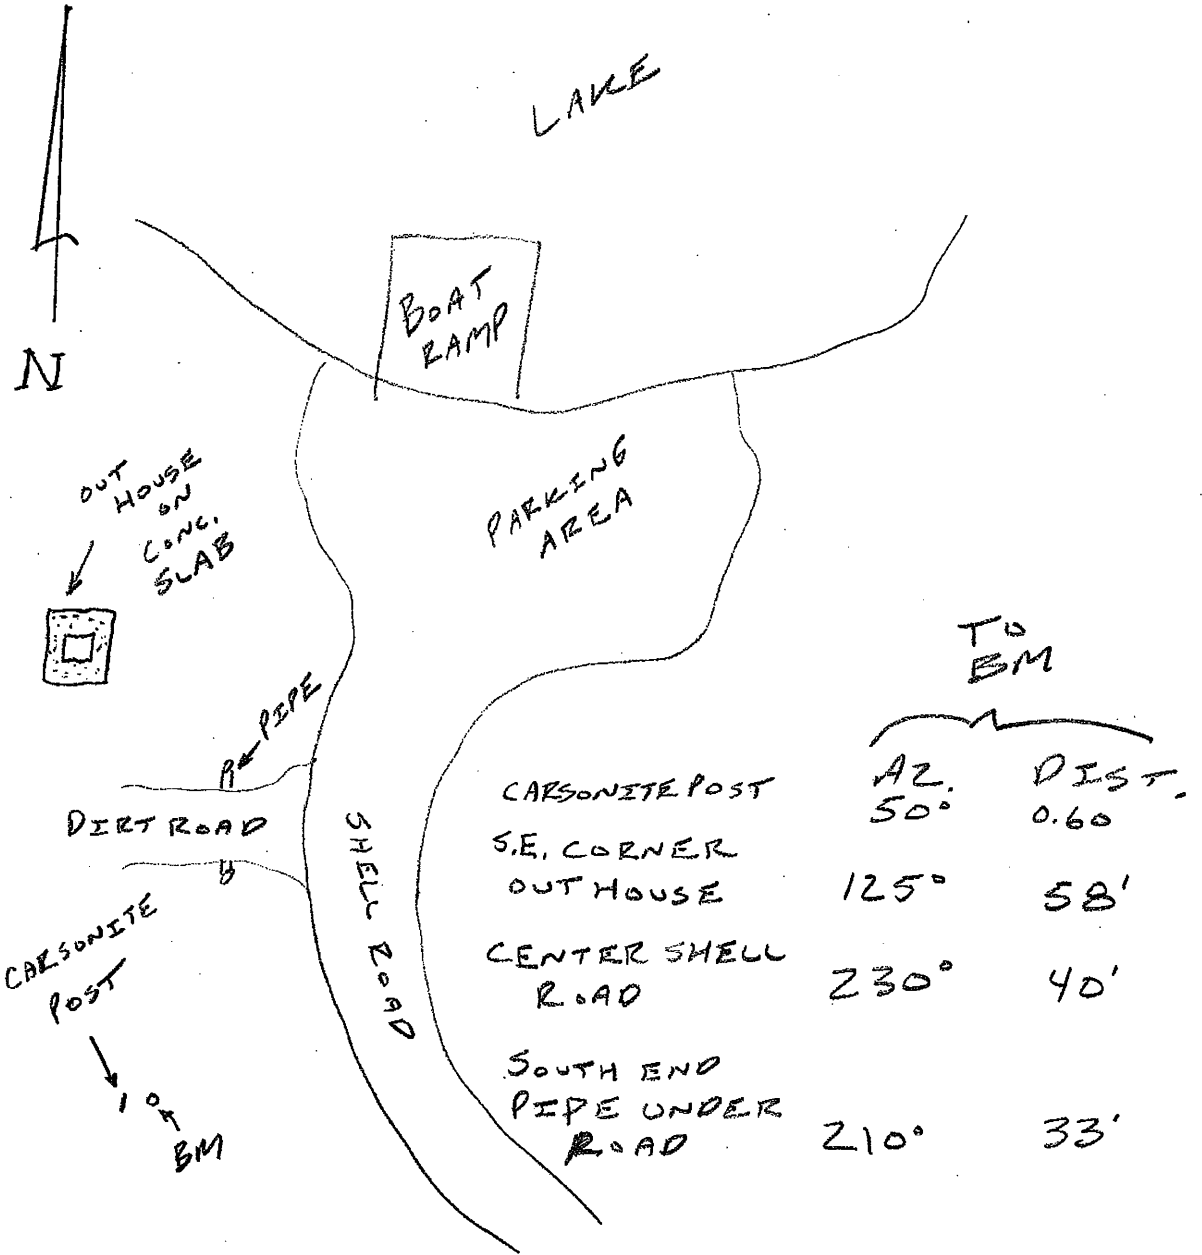 LAKE
BOAT
RAMP
N
OUT
HOUSE
ON
CONC.
SLAB
PARKING
AREA
PIPE
DIRT ROAD
SHELL ROAD
CARSONITE
POST
BM
TO
BM
AZ. DIST.
CARSONITE POST 50° 0.60
S.E. CORNER
OUT HOUSE 125° 58'
CENTER SHELL
ROAD 230° 40'
SOUTH END
PIPE UNDER
ROAD 210° 33'